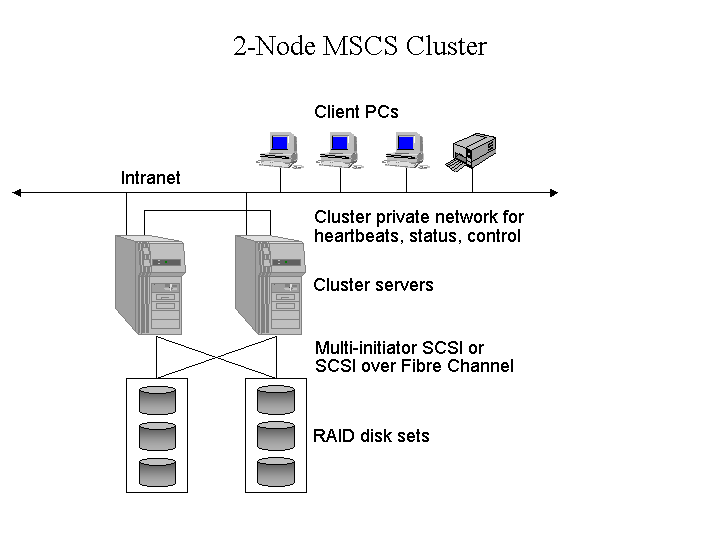 2-Node MSCS Cluster
Client PCs
Intranet
Cluster private network for
heartbeats, status, control
Cluster servers
Multi-initiator SCSI or
SCSI over Fibre Channel
RAID disk sets